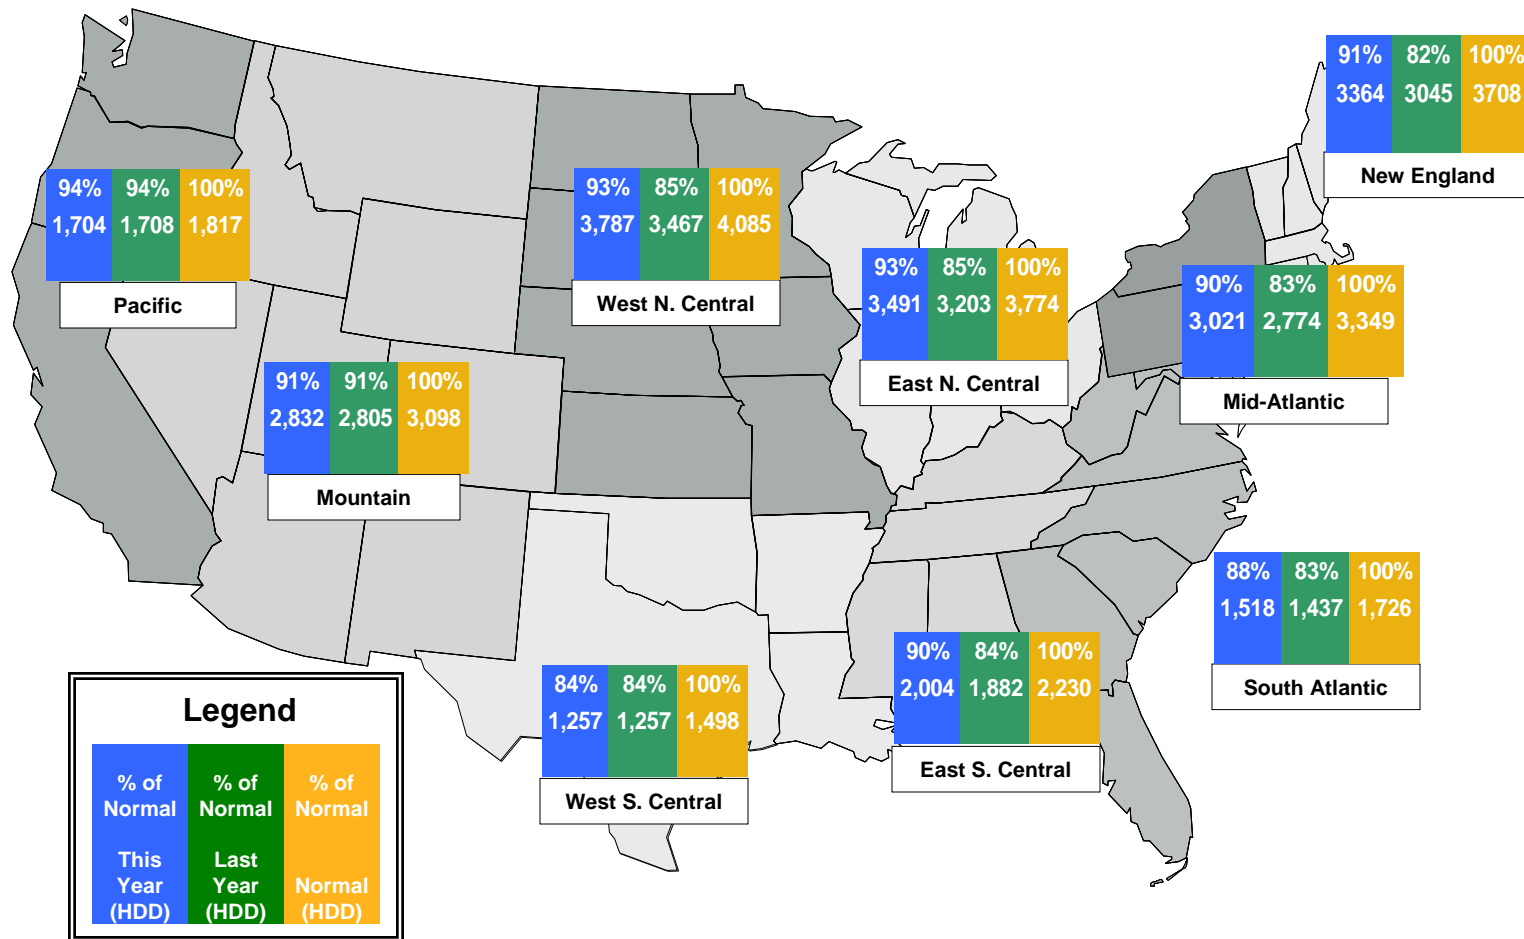 91% 82% 100%
3364 3045 3708
New England
94% 94% 100%
1,704 1,708 1,817
Pacific
93% 85% 100%
3,787 3,467 4,085
West N. Central
93% 85% 100%
3,491 3,203 3,774
East N. Central
90% 83% 100%
3,021 2,774 3,349
Mid-Atlantic
91% 91% 100%
2,832 2,805 3,098
Mountain
88% 83% 100%
1,518 1,437 1,726
South Atlantic
90% 84% 100%
2,004 1,882 2,230
East S. Central
84% 84% 100%
1,257 1,257 1,498
West S. Central
Legend
% of % of % of
Normal Normal Normal
This Last
Year Year Normal
(HDD) (HDD) (HDD)